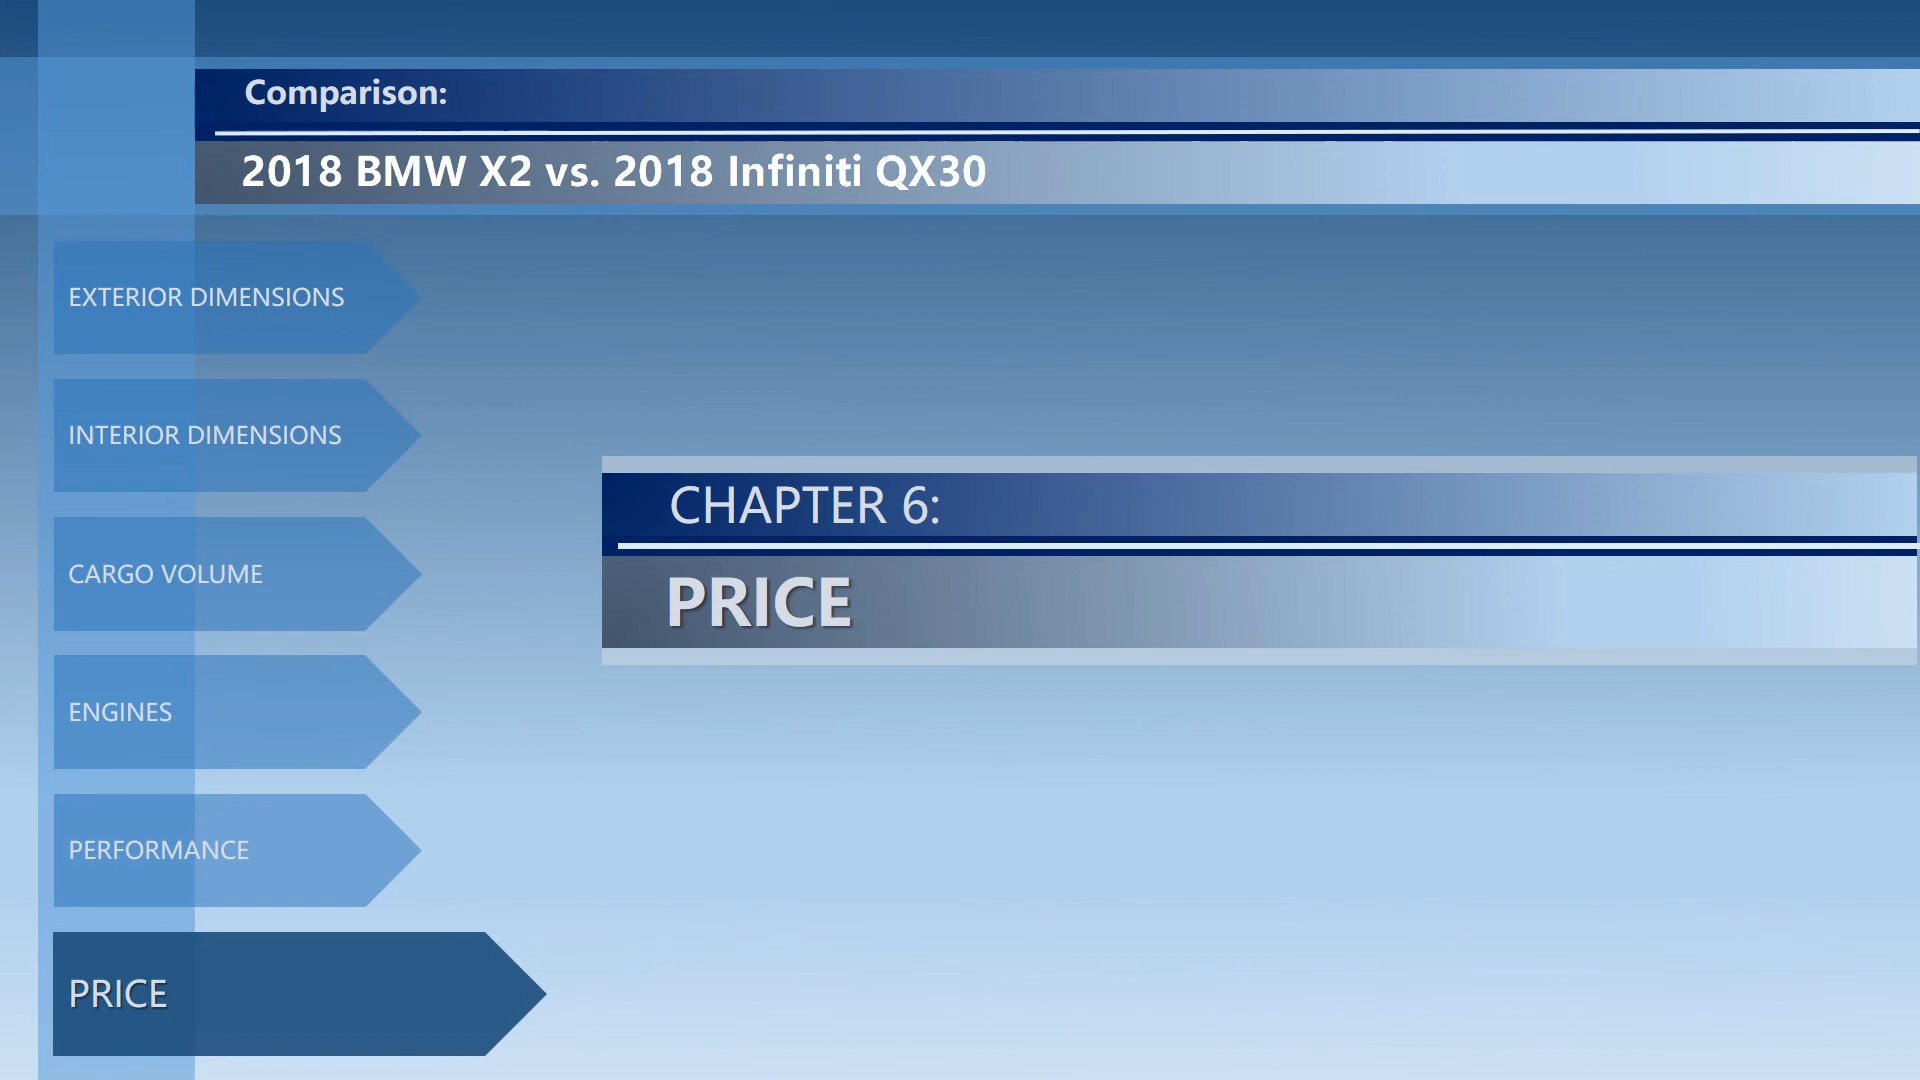 Comparison:
2018 BMW X2 vs. 2018 Infiniti QX30
EXTERIOR DIMENSIONS
INTERIOR DIMENSIONS
CARGO VOLUME
ENGINES
PERFORMANCE
PRICE
CHAPTER 6:
PRICE